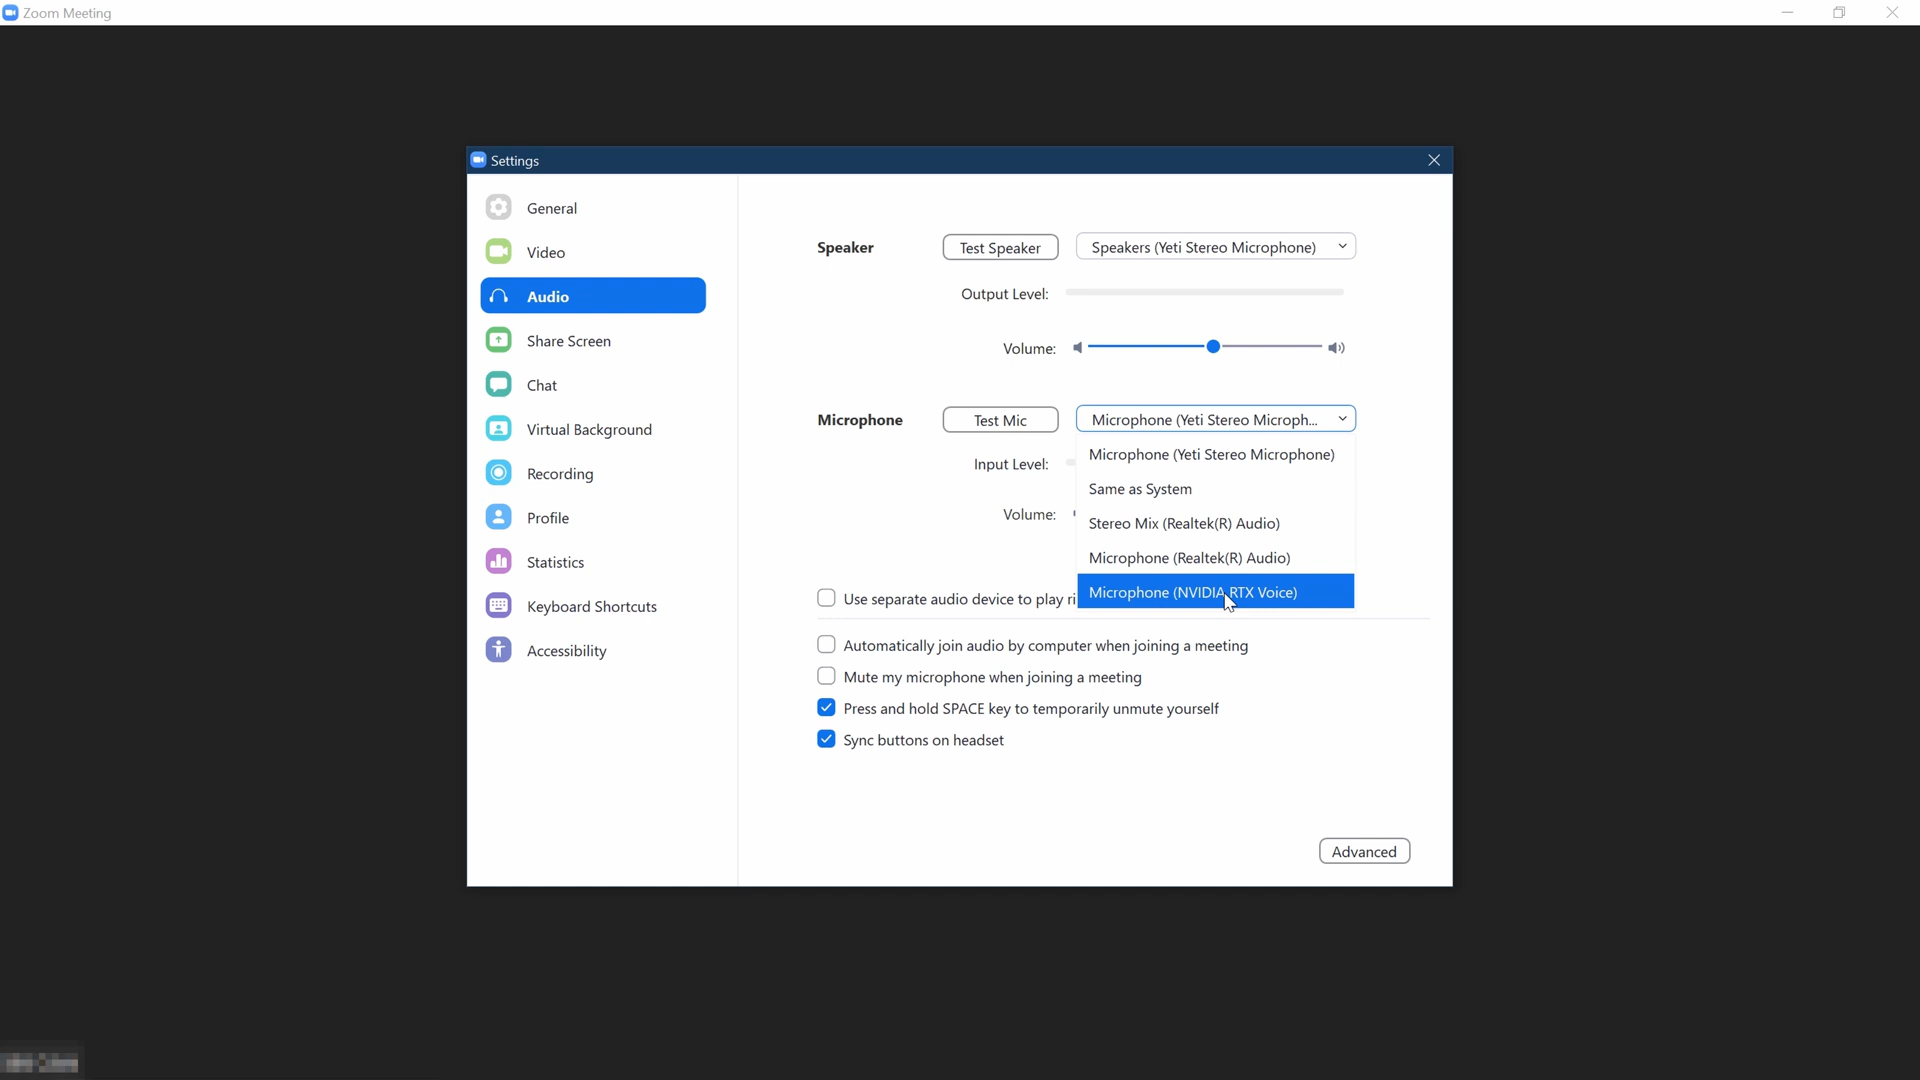 Zoom Meeting
Settings
General
Video
Audio
Share Screen
Chat
Virtual Background
Recording
Profile
Statistics
Keyboard Shortcuts
Accessibility
Speaker
Test Speaker
Speakers (Yeti Stereo Microphone)
Output Level:
Volume:
Microphone
Test Mic
Microphone (Yeti Stereo Microph...
Microphone (Yeti Stereo Microphone)
Input Level:
Same as System
Volume:
Stereo Mix (Realtek(R) Audio)
Microphone (Realtek(R) Audio)
Microphone (NVIDIA RTX Voice)
Use separate audio device to play ri
Automatically join audio by computer when joining a meeting
Mute my microphone when joining a meeting
Press and hold SPACE key to temporarily unmute yourself
Sync buttons on headset
Advanced